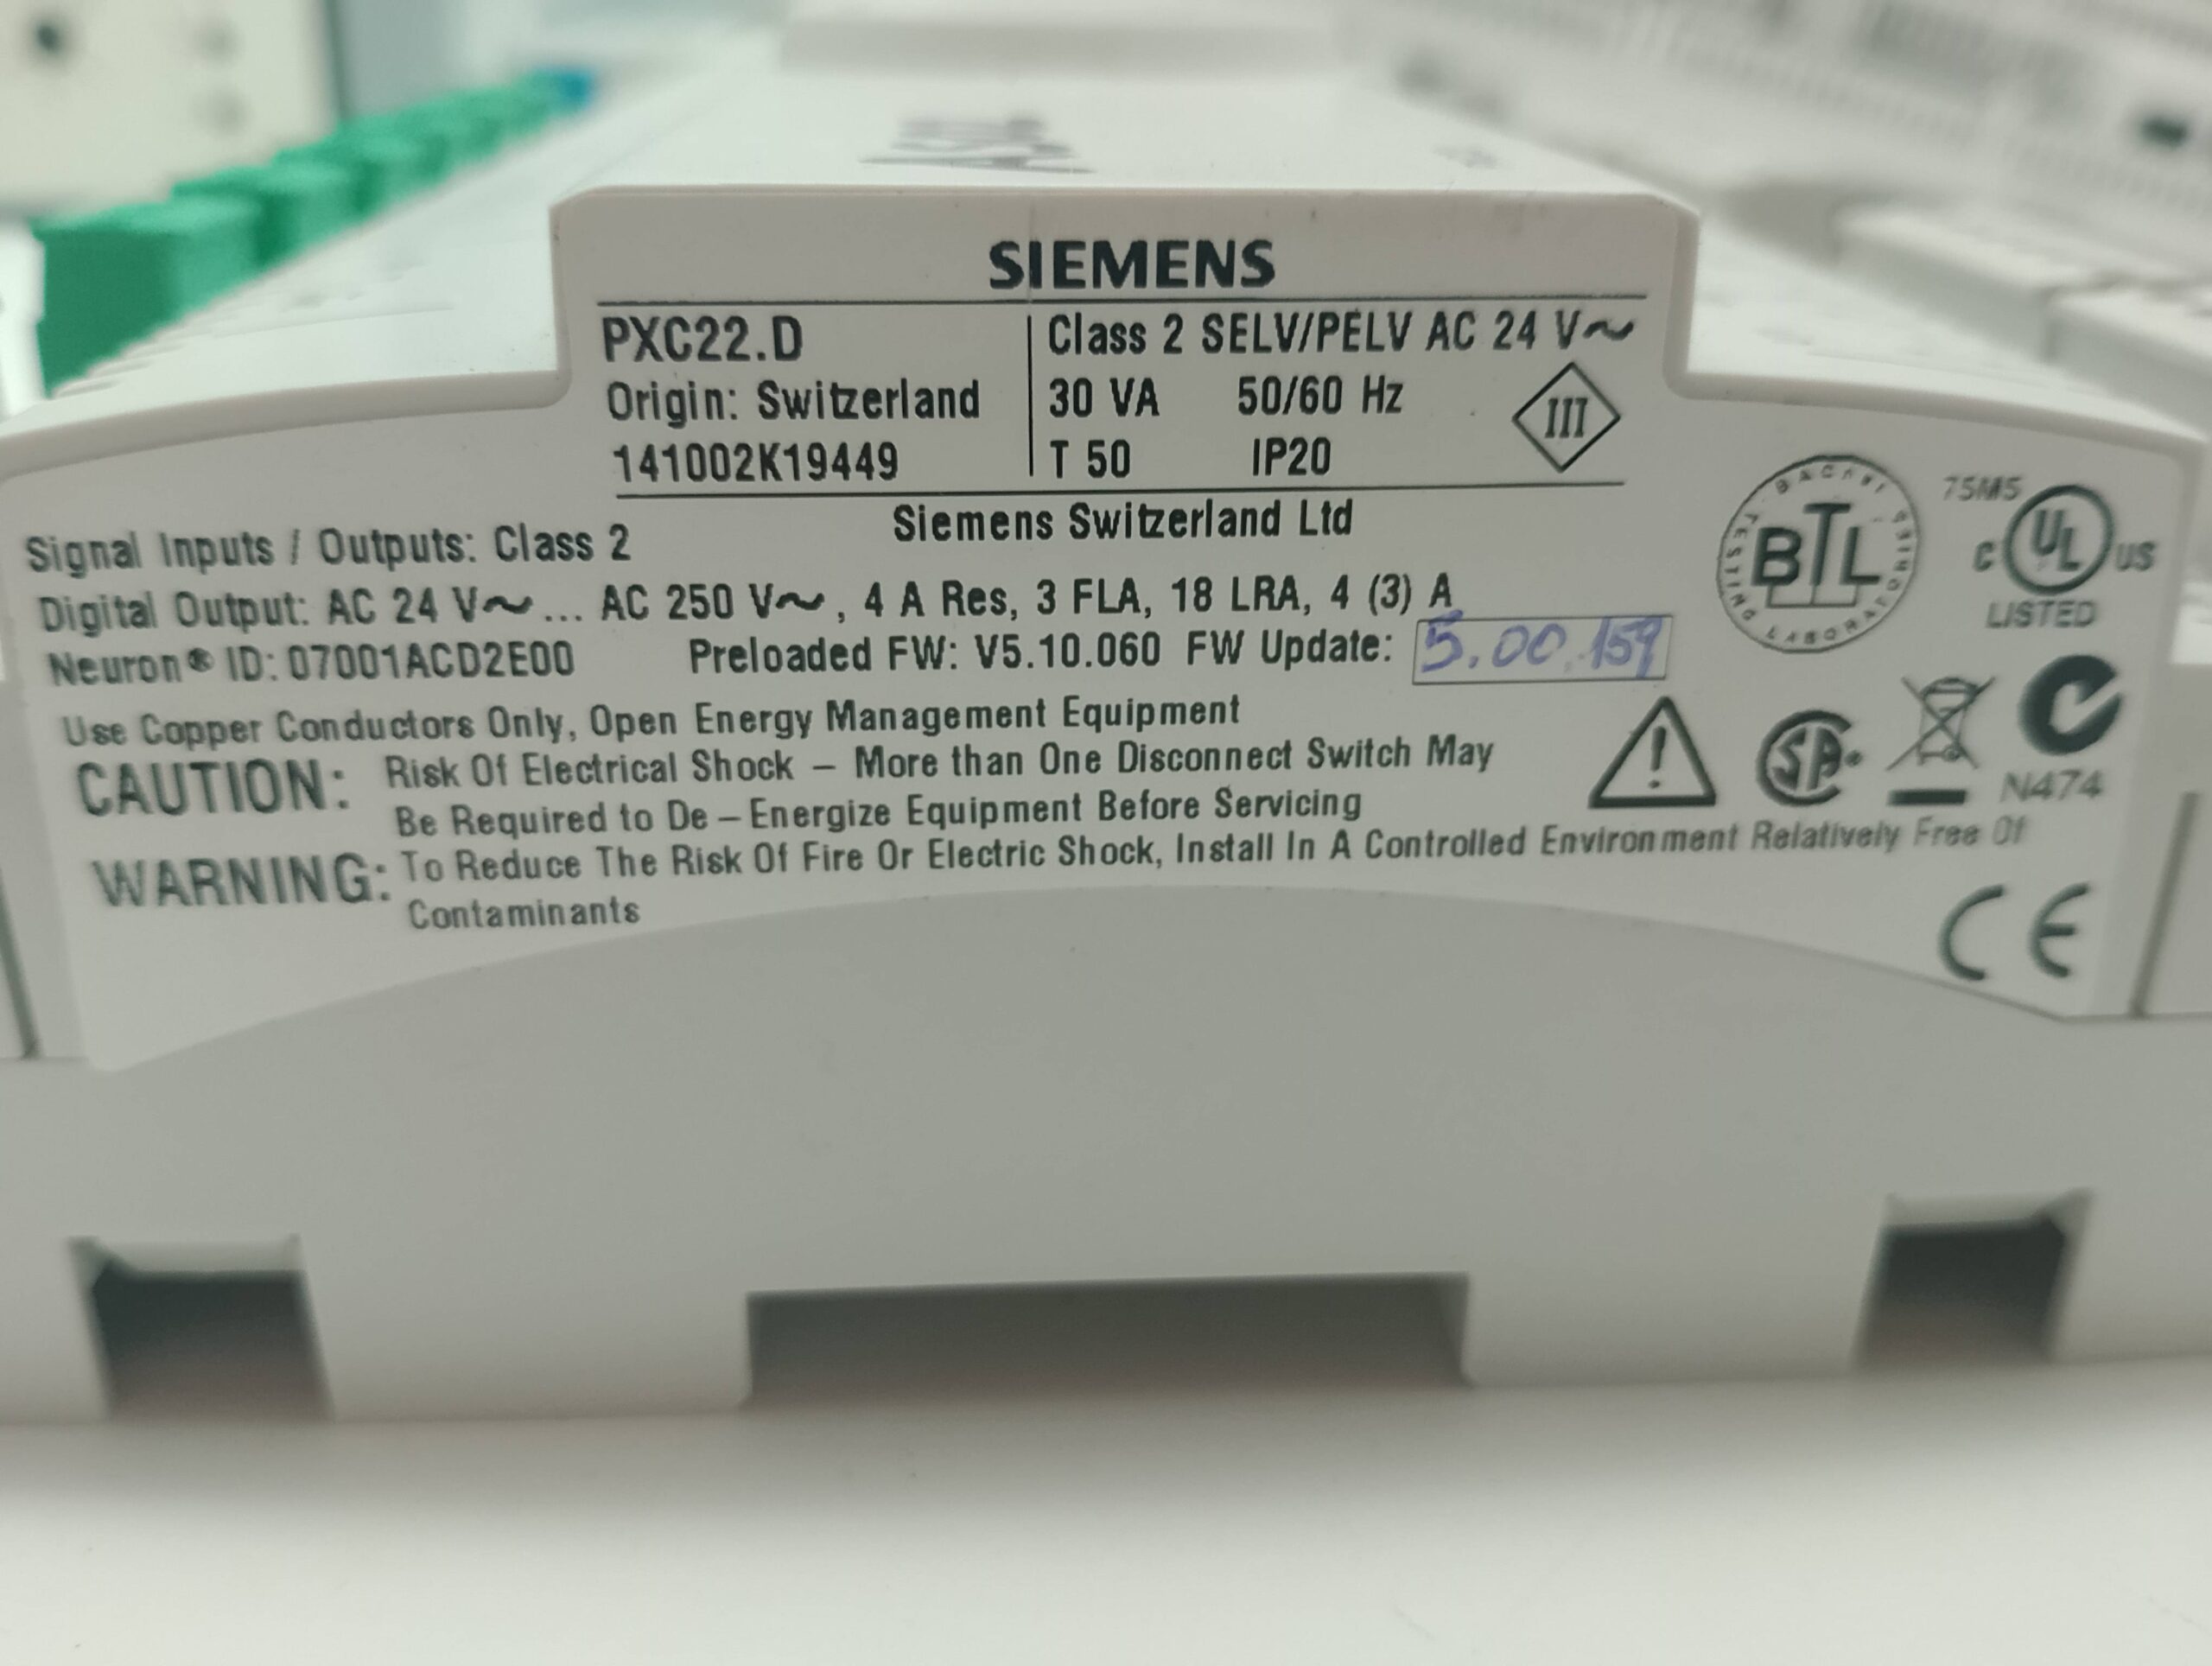 SIEMENS
PXC22.D
Origin: Switzerland
141002K19449
Class 2 SELV/PELV AC 24 V~
30 VA 50/60 Hz
T 50 IP20
III
Siemens Switzerland Ltd
Signal Inputs / Outputs: Class 2
Digital Output: AC 24 V~... AC 250 V~, 4 A Res, 3 FLA, 18 LRA, 4 (3) A
Neuron® ID: 07001ACD2E00 Preloaded FW: V5.10.060 FW Update: 5.00.159
BACnet TESTING LABORATORIES
BTL
75M5
C UL US
LISTED
Use Copper Conductors Only, Open Energy Management Equipment
CAUTION: Risk Of Electrical Shock – More than One Disconnect Switch May
Be Required to De – Energize Equipment Before Servicing
SA
N474
WARNING: To Reduce The Risk Of Fire Or Electric Shock, Install In A Controlled Environment Relatively Free Of
Contaminants
CE